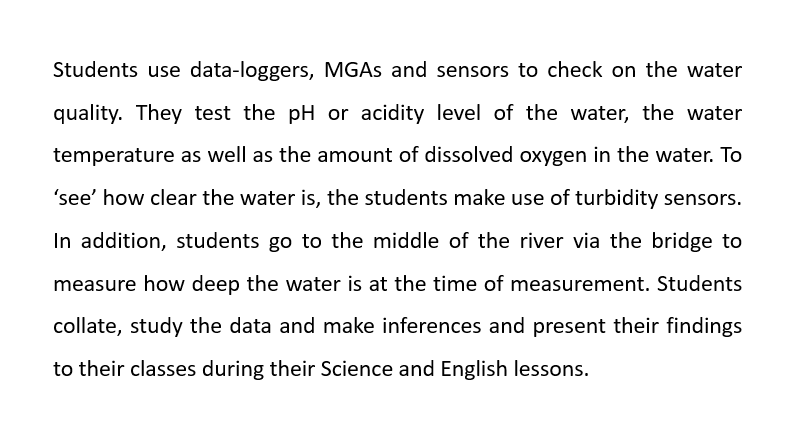 Students use data-loggers, MGAs and sensors to check on the water
quality. They test the pH or acidity level of the water, the water
temperature as well as the amount of dissolved oxygen in the water. To
‘see’ how clear the water is, the students make use of turbidity sensors.
In addition, students go to the middle of the river via the bridge to
measure how deep the water is at the time of measurement. Students
collate, study the data and make inferences and present their findings
to their classes during their Science and English lessons.